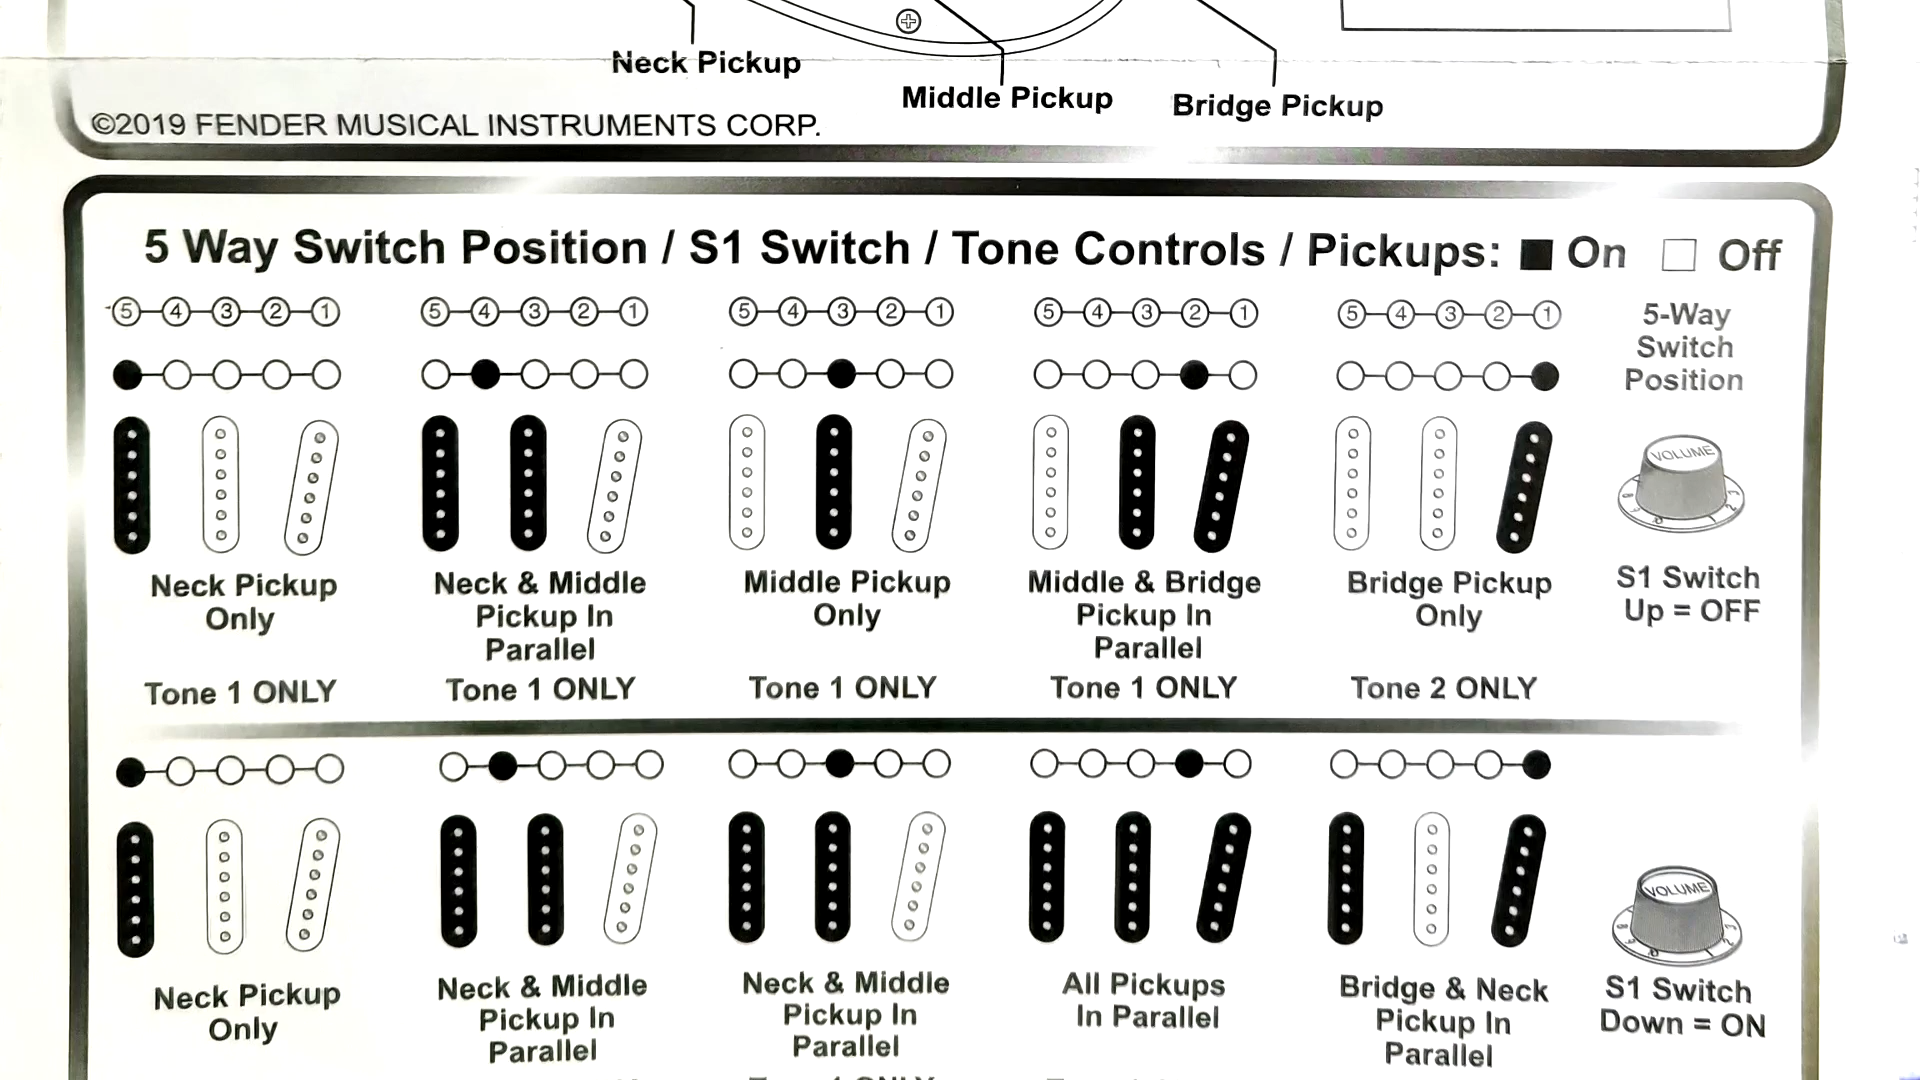 Neck Pickup
Middle Pickup
Bridge Pickup
©2019 FENDER MUSICAL INSTRUMENTS CORP.
5 Way Switch Position / S1 Switch / Tone Controls / Pickups: ■ On □ Off
5 4 3 2 1
5 4 3 2 1
5 4 3 2 1
5 4 3 2 1
5 4 3 2 1
5-Way
Switch
Position
VOLUME
Neck Pickup
Only
Neck & Middle
Pickup In
Parallel
Middle Pickup
Only
Middle & Bridge
Pickup In
Parallel
Bridge Pickup
Only
S1 Switch
Up = OFF
Tone 1 ONLY
Tone 1 ONLY
Tone 1 ONLY
Tone 1 ONLY
Tone 2 ONLY
VOLUME
Neck Pickup
Only
Neck & Middle
Pickup In
Parallel
Neck & Middle
Pickup In
Parallel
All Pickups
In Parallel
Bridge & Neck
Pickup In
Parallel
S1 Switch
Down = ON